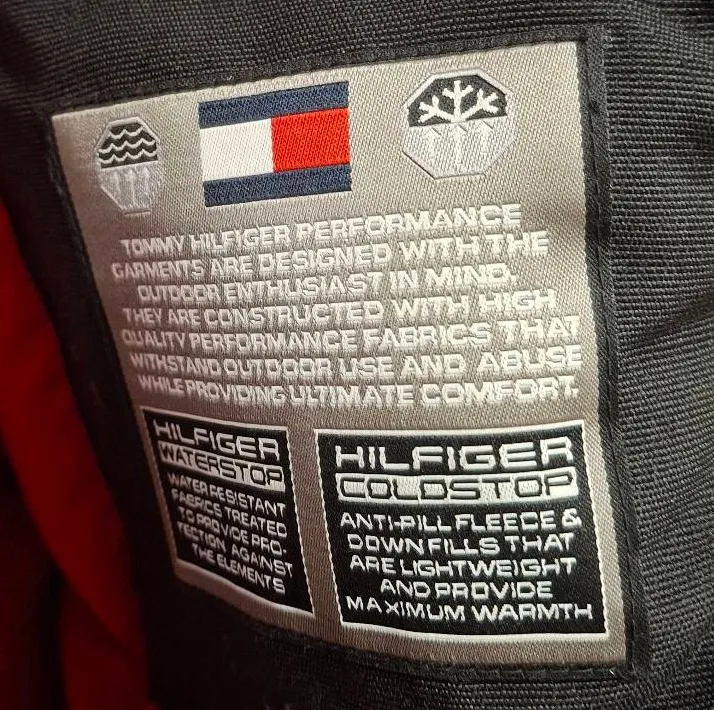 TOMMY HILFIGER PERFORMANCE
GARMENTS ARE DESIGNED WITH THE
OUTDOOR ENTHUSIAST IN MIND.
THEY ARE CONSTRUCTED WITH HIGH
QUALITY PERFORMANCE FABRICS THAT
WITHSTAND OUTDOOR USE AND ABUSE
WHILE PROVIDING ULTIMATE COMFORT.
HILFIGER
WATERSTOP
WATER RESISTANT
FABRICS TREATED
TO PROVIDE PRO-
TECTION AGAINST
THE ELEMENTS
HILFIGER
COLDSTOP
ANTI-PILL FLEECE &
DOWN FILLS THAT
ARE LIGHTWEIGHT
AND PROVIDE
MAXIMUM WARMTH